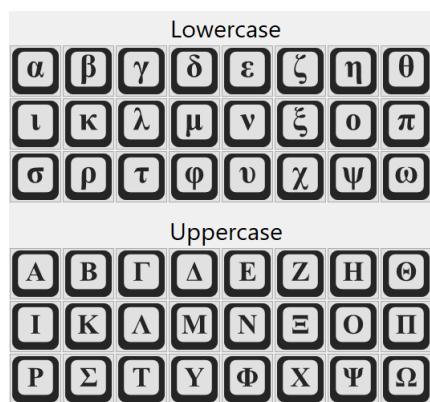 Lowercase
α β γ δ ε ζ η θ
ι κ λ μ ν ξ ο π
σ ρ τ φ υ χ ψ ω
Uppercase
Α Β Γ Δ Ε Ζ Η Θ
Ι Κ Λ Μ Ν Ξ Ο Π
Ρ Σ Τ Υ Φ Χ Ψ Ω